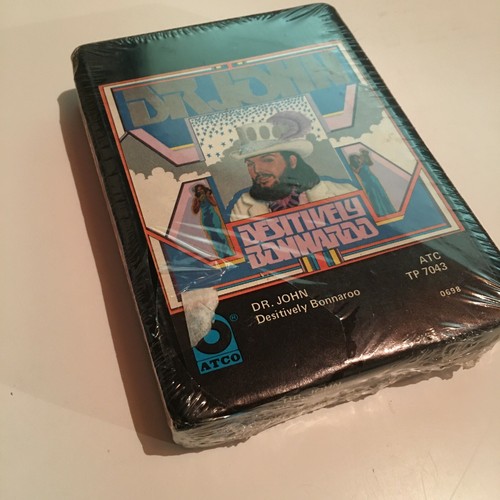 DR. JOHN
DESITIVELY
BONNAROO
DR. JOHN
Desitively Bonnaroo
ATC
TP 7043
0698
®
ATCO